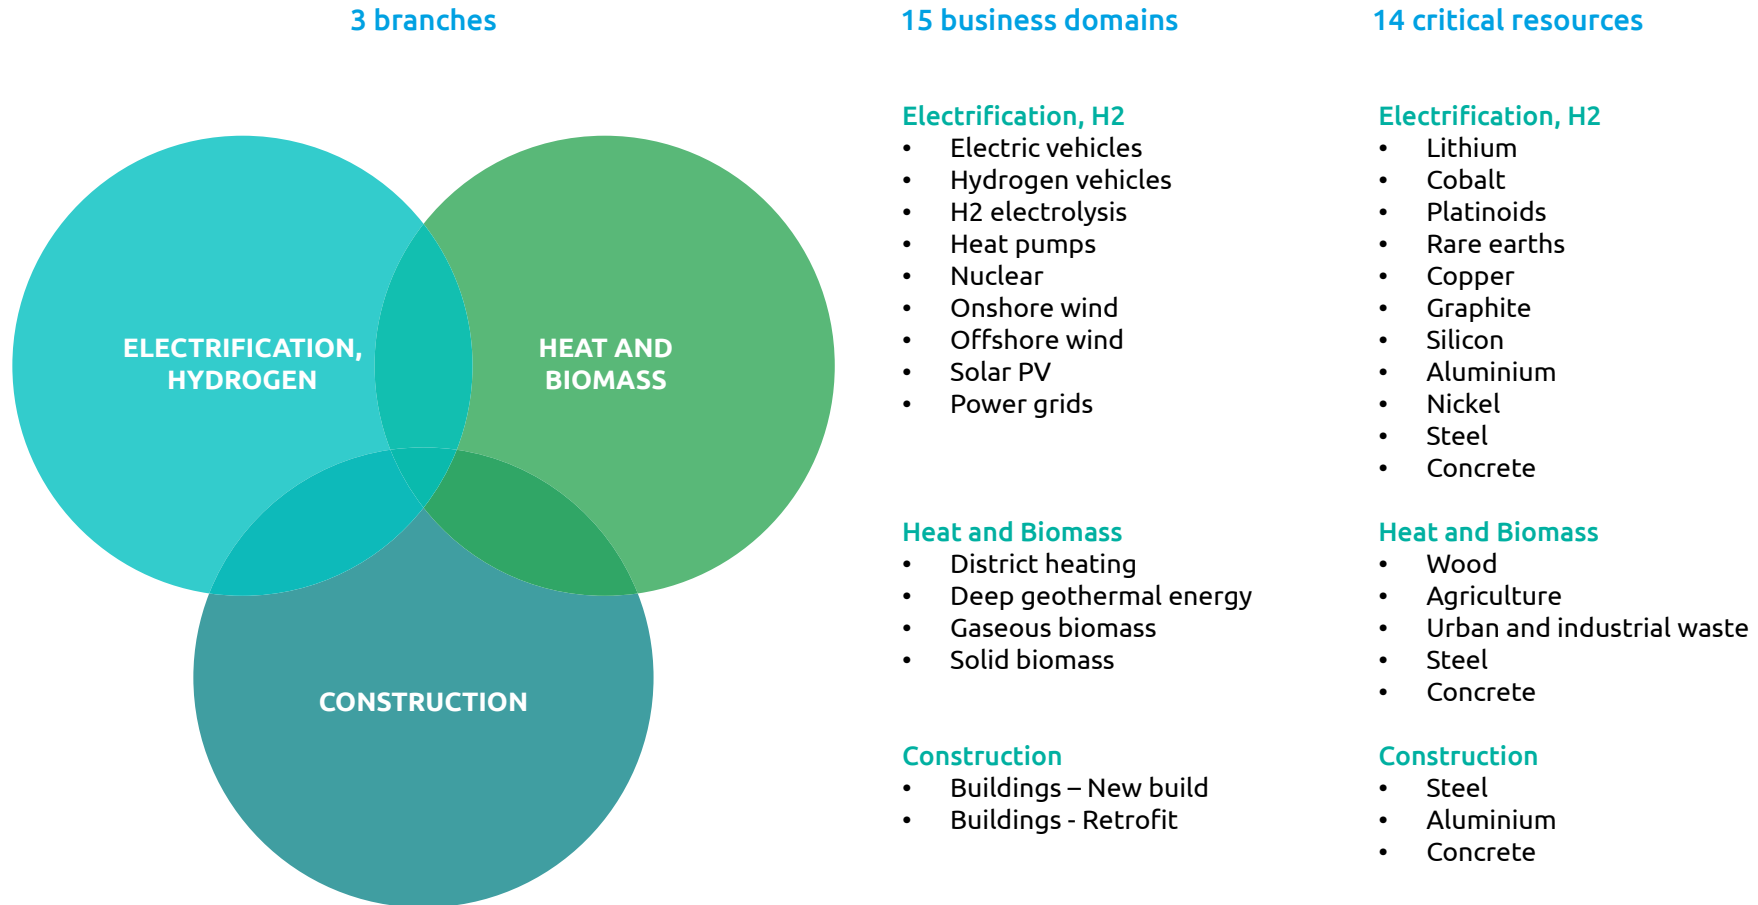 3 branches
ELECTRIFICATION,
HYDROGEN
HEAT AND
BIOMASS
CONSTRUCTION
15 business domains
Electrification, H2
• Electric vehicles
• Hydrogen vehicles
• H2 electrolysis
• Heat pumps
• Nuclear
• Onshore wind
• Offshore wind
• Solar PV
• Power grids
Heat and Biomass
• District heating
• Deep geothermal energy
• Gaseous biomass
• Solid biomass
Construction
• Buildings – New build
• Buildings - Retrofit
14 critical resources
Electrification, H2
• Lithium
• Cobalt
• Platinoids
• Rare earths
• Copper
• Graphite
• Silicon
• Aluminium
• Nickel
• Steel
• Concrete
Heat and Biomass
• Wood
• Agriculture
• Urban and industrial waste
• Steel
• Concrete
Construction
• Steel
• Aluminium
• Concrete